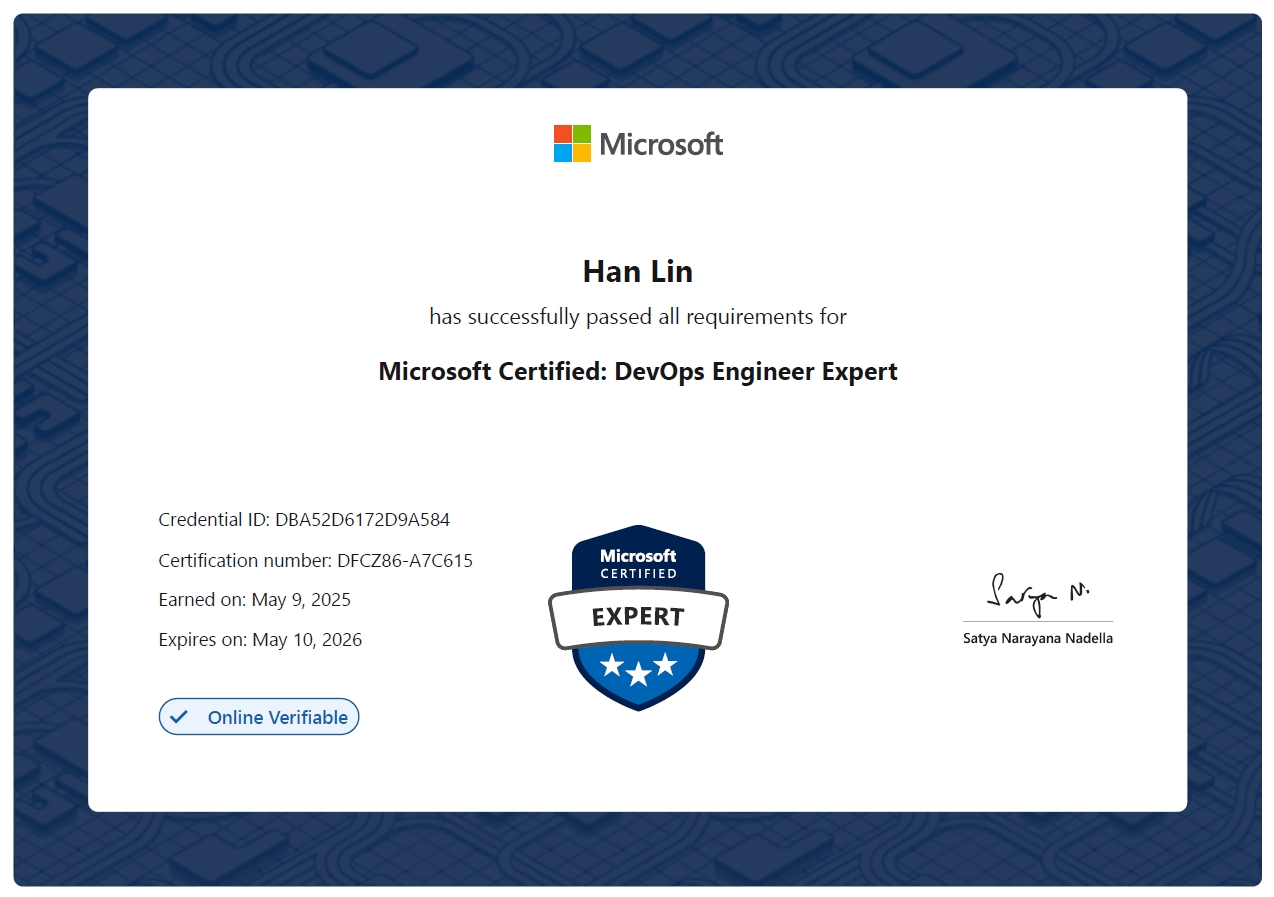 Microsoft
Han Lin
has successfully passed all requirements for
Microsoft Certified: DevOps Engineer Expert
Credential ID: DBA52D6172D9A584
Certification number: DFCZ86-A7C615
Earned on: May 9, 2025
Expires on: May 10, 2026
Online Verifiable
Microsoft
CERTIFIED
EXPERT
Satya N.
Satya Narayana Nadella